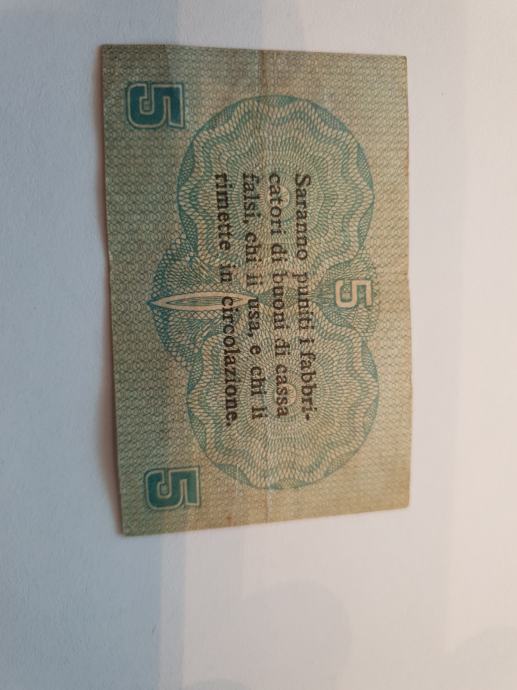 5
Saranno puniti i fabbri-
catori di buoni di cassa
falsi, chi li usa, e chi li
rimette in circolazione.
5 5